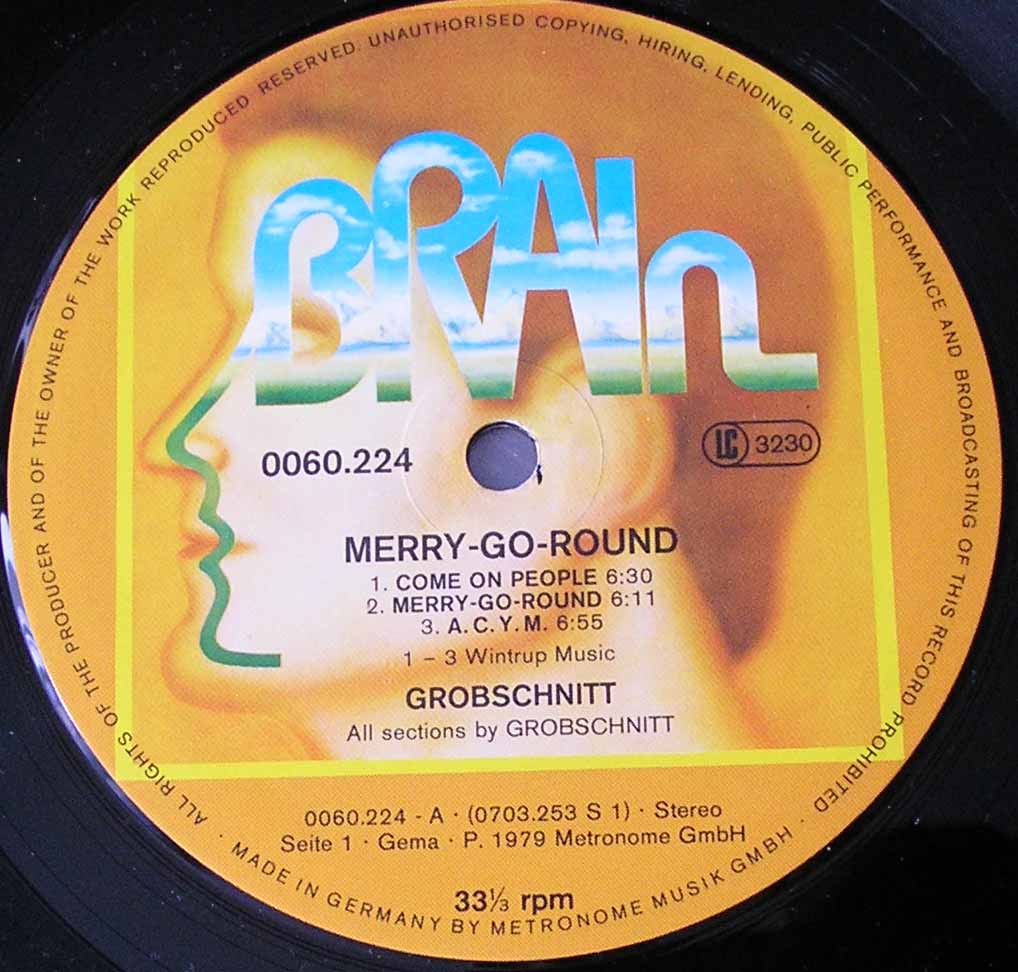 BRAIn
0060.224
LC 3230
MERRY-GO-ROUND
1. COME ON PEOPLE 6:30
2. MERRY-GO-ROUND 6:11
3. A.C.Y.M. 6:55
1 – 3 Wintrup Music
GROBSCHNITT
All sections by GROBSCHNITT
0060.224 - A · (0703.253 S 1) · Stereo
Seite 1 · Gema · P. 1979 Metronome GmbH
33⅓ rpm
ALL RIGHTS OF THE PRODUCER AND OF THE OWNER OF THE WORK REPRODUCED RESERVED. UNAUTHORISED COPYING, HIRING, LENDING, PUBLIC PERFORMANCE AND BROADCASTING OF THIS RECORD PROHIBITED ·
MADE IN GERMANY BY METRONOME MUSIK GMBH ·